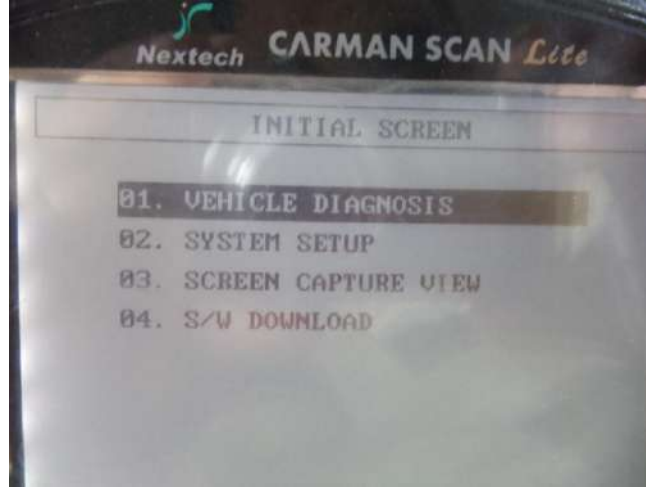 Nextech CARMAN SCAN Lite
INITIAL SCREEN
01. VEHICLE DIAGNOSIS
02. SYSTEM SETUP
03. SCREEN CAPTURE VIEW
04. S/W DOWNLOAD